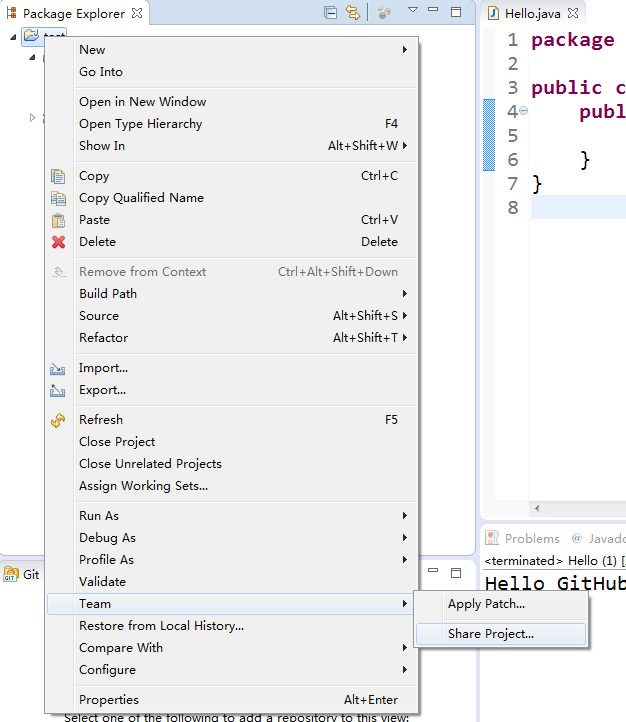 Package Explorer
Hello.java
New
Go Into
Open in New Window
Open Type Hierarchy F4
Show In Alt+Shift+W
Copy Ctrl+C
Copy Qualified Name
Paste Ctrl+V
Delete Delete
Remove from Context Ctrl+Alt+Shift+Down
Build Path
Source Alt+Shift+S
Refactor Alt+Shift+T
Import...
Export...
Refresh F5
Close Project
Close Unrelated Projects
Assign Working Sets...
Run As
Debug As
Profile As
Validate
Team
Restore from Local History...
Compare With
Configure
Properties Alt+Enter
Apply Patch...
Share Project...
1 package
2
3 public c
4 publ
5
6 }
7 }
8
Problems @ Javado
<terminated> Hello (1) [
Hello GitHub
GIT Git
Select one of the following to add a repository to this view: